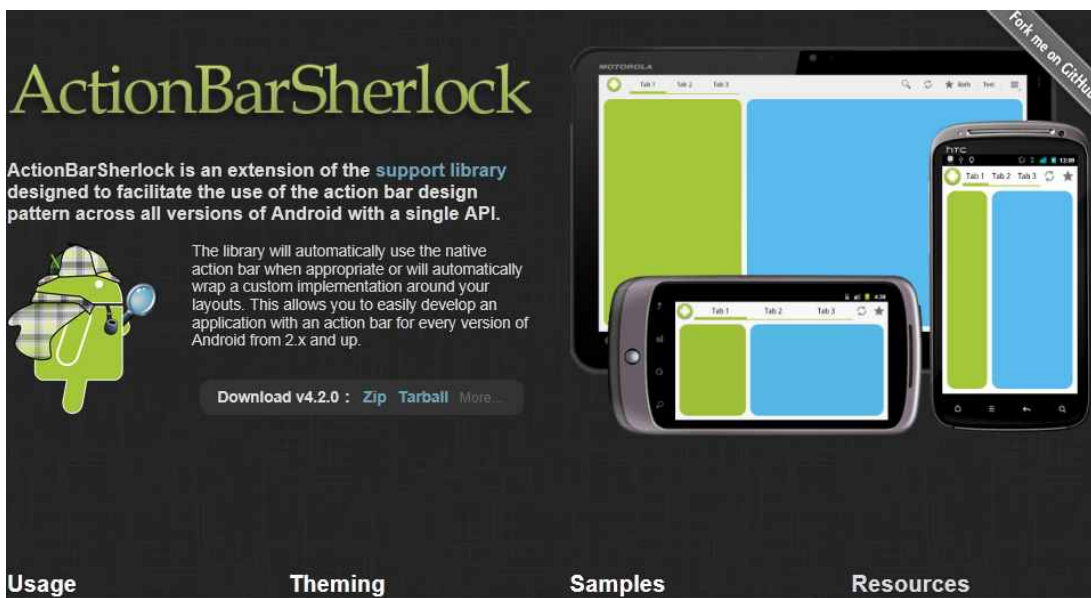 ActionBarSherlock
ActionBarSherlock is an extension of the support library
designed to facilitate the use of the action bar design
pattern across all versions of Android with a single API.
The library will automatically use the native
action bar when appropriate or will automatically
wrap a custom implementation around your
layouts. This allows you to easily develop an
application with an action bar for every version of
Android from 2.x and up.
Download v4.2.0 : Zip Tarball More...
Fork me on GitHub
MOTOROLA
Tab 1 Tab 2 Tab 3
hTC
Tab 1 Tab 2 Tab 3
4:30
Tab 1 Tab 2 Tab 3
Usage Theming Samples Resources